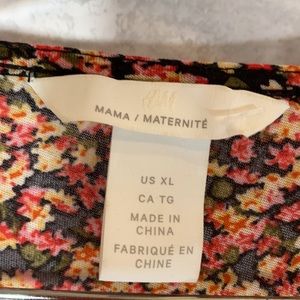 H&M
MAMA / MATERNITÉ
US XL
CA TG
MADE IN
CHINA
FABRIQUÉ EN
CHINE